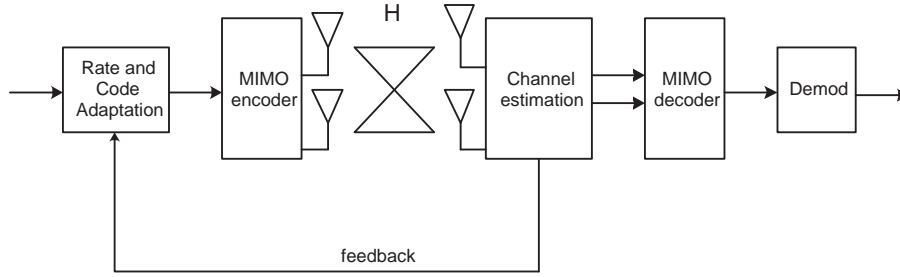 H
Rate and
Code
Adaptation
MIMO
encoder
Channel
estimation
MIMO
decoder
Demod
feedback